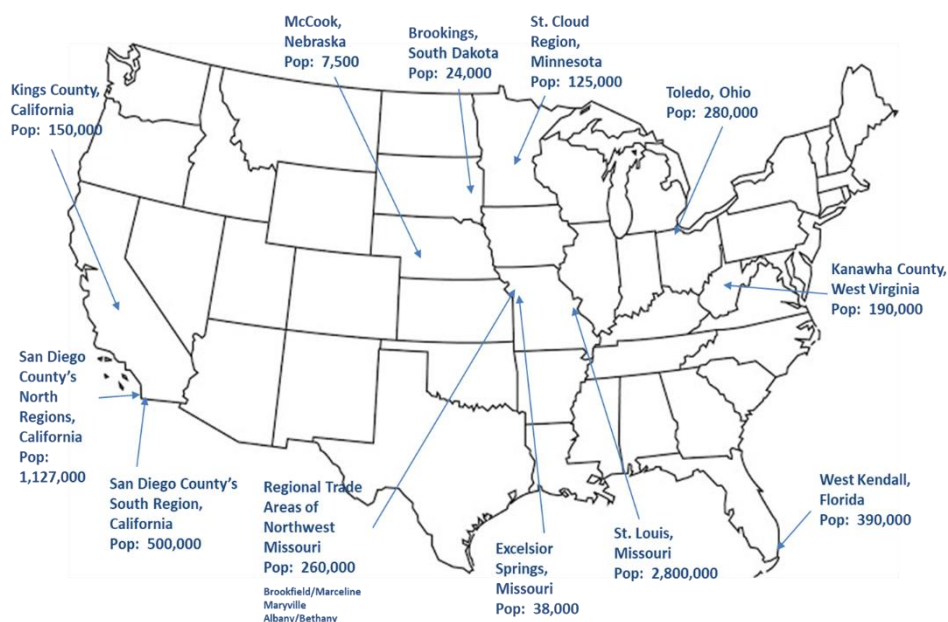 McCook,
Nebraska
Pop: 7,500
Brookings,
South Dakota
Pop: 24,000
St. Cloud
Region,
Minnesota
Pop: 125,000
Kings County,
California
Pop: 150,000
Toledo, Ohio
Pop: 280,000
Kanawha County,
West Virginia
Pop: 190,000
San Diego
County's
North
Regions,
California
Pop:
1,127,000
San Diego County's
South Region,
California
Pop: 500,000
Regional Trade
Areas of
Northwest
Missouri
Pop: 260,000
Brookfield/Marceline
Maryville
Albany/Bethany
Excelsior
Springs,
Missouri
Pop: 38,000
St. Louis,
Missouri
Pop: 2,800,000
West Kendall,
Florida
Pop: 390,000